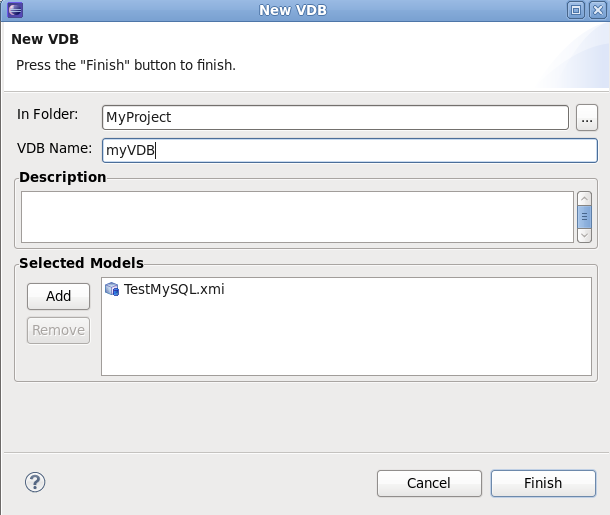 New VDB
New VDB
Press the "Finish" button to finish.
In Folder: MyProject ...
VDB Name: myVDB
Description
Selected Models
Add
TestMySQL.xmi
Remove
? Cancel Finish